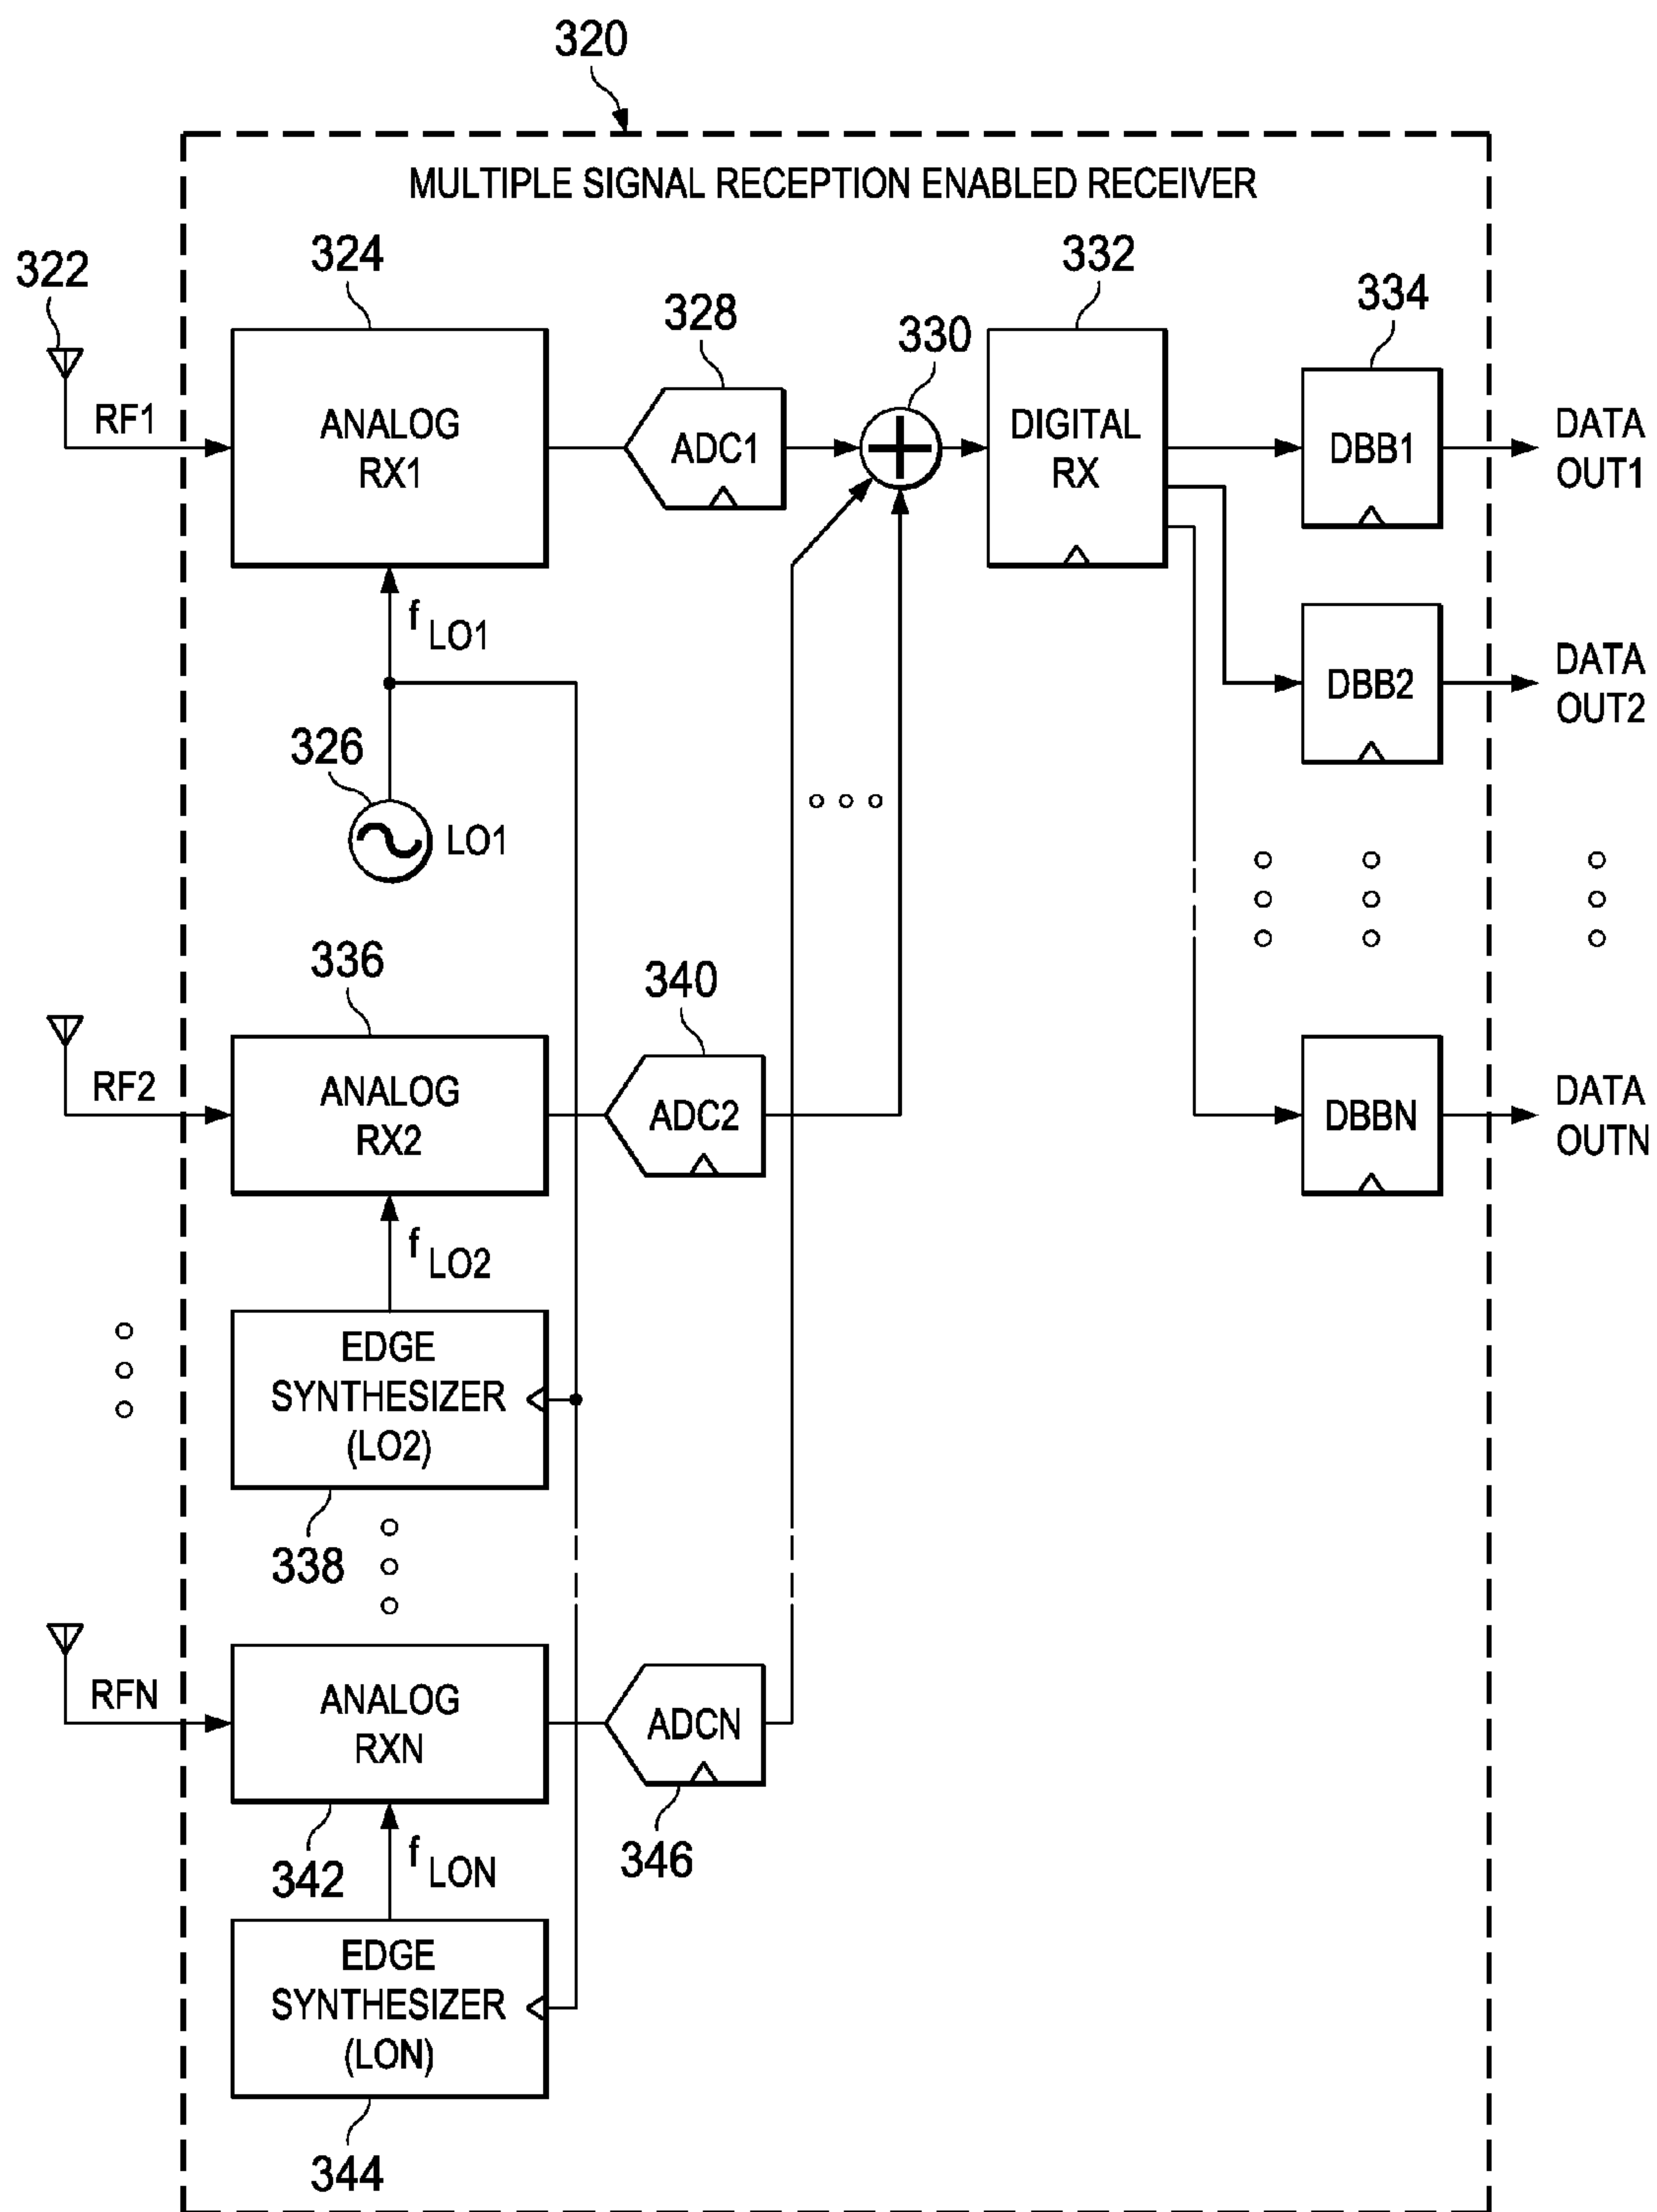 320
MULTIPLE SIGNAL RECEPTION ENABLED RECEIVER
322
324
328
330
332
334
RF1
ANALOG
RX1
ADC1
DIGITAL
RX
DBB1
DATA
OUT1
f LO1
326
LO1
DBB2
DATA
OUT2
336
340
RF2
ANALOG
RX2
ADC2
DBBN
DATA
OUTN
f LO2
EDGE
SYNTHESIZER
(LO2)
338
RFN
ANALOG
RXN
ADCN
342
f LON
346
EDGE
SYNTHESIZER
(LON)
344